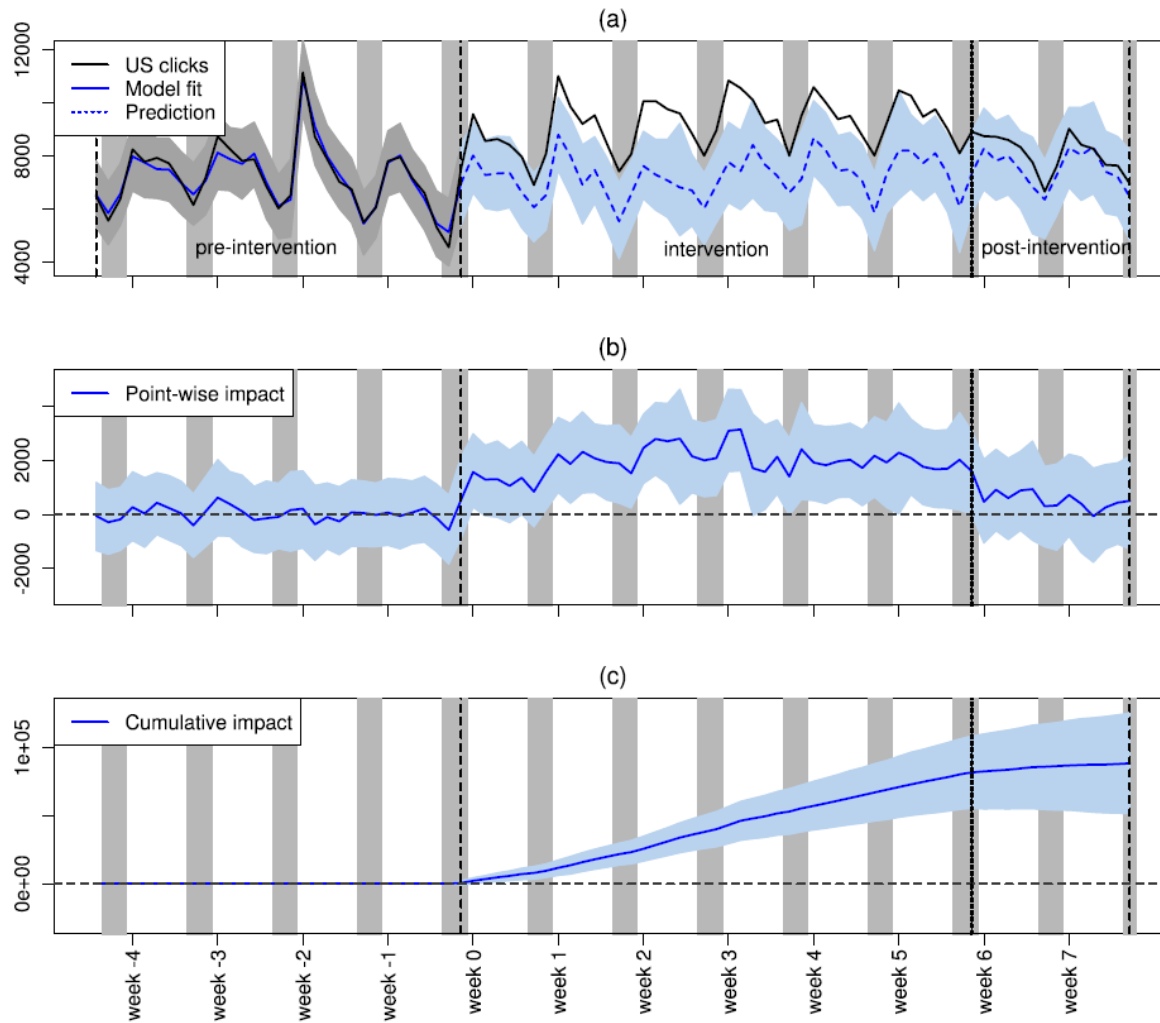 (a)
US clicks
Model fit
Prediction
12000
8000
4000
pre-intervention
intervention
post-intervention
(b)
Point-wise impact
2000
0
-2000
(c)
Cumulative impact
1e+05
0e+00
week -4
week -3
week -2
week -1
week 0
week 1
week 2
week 3
week 4
week 5
week 6
week 7